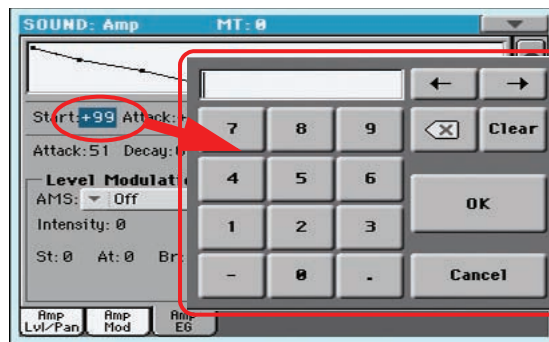 SOUND: Amp MT: 0
Start: +99 Attack:
7 8 9 Clear
Attack: 51 Decay:
Level Modulat
4 5 6 OK
AMS: Off
Intensity: 0
1 2 3
St: 0 At: 0 Br:
- 0 . Cancel
Amp Lvl/Pan
Amp Mod
Amp EG